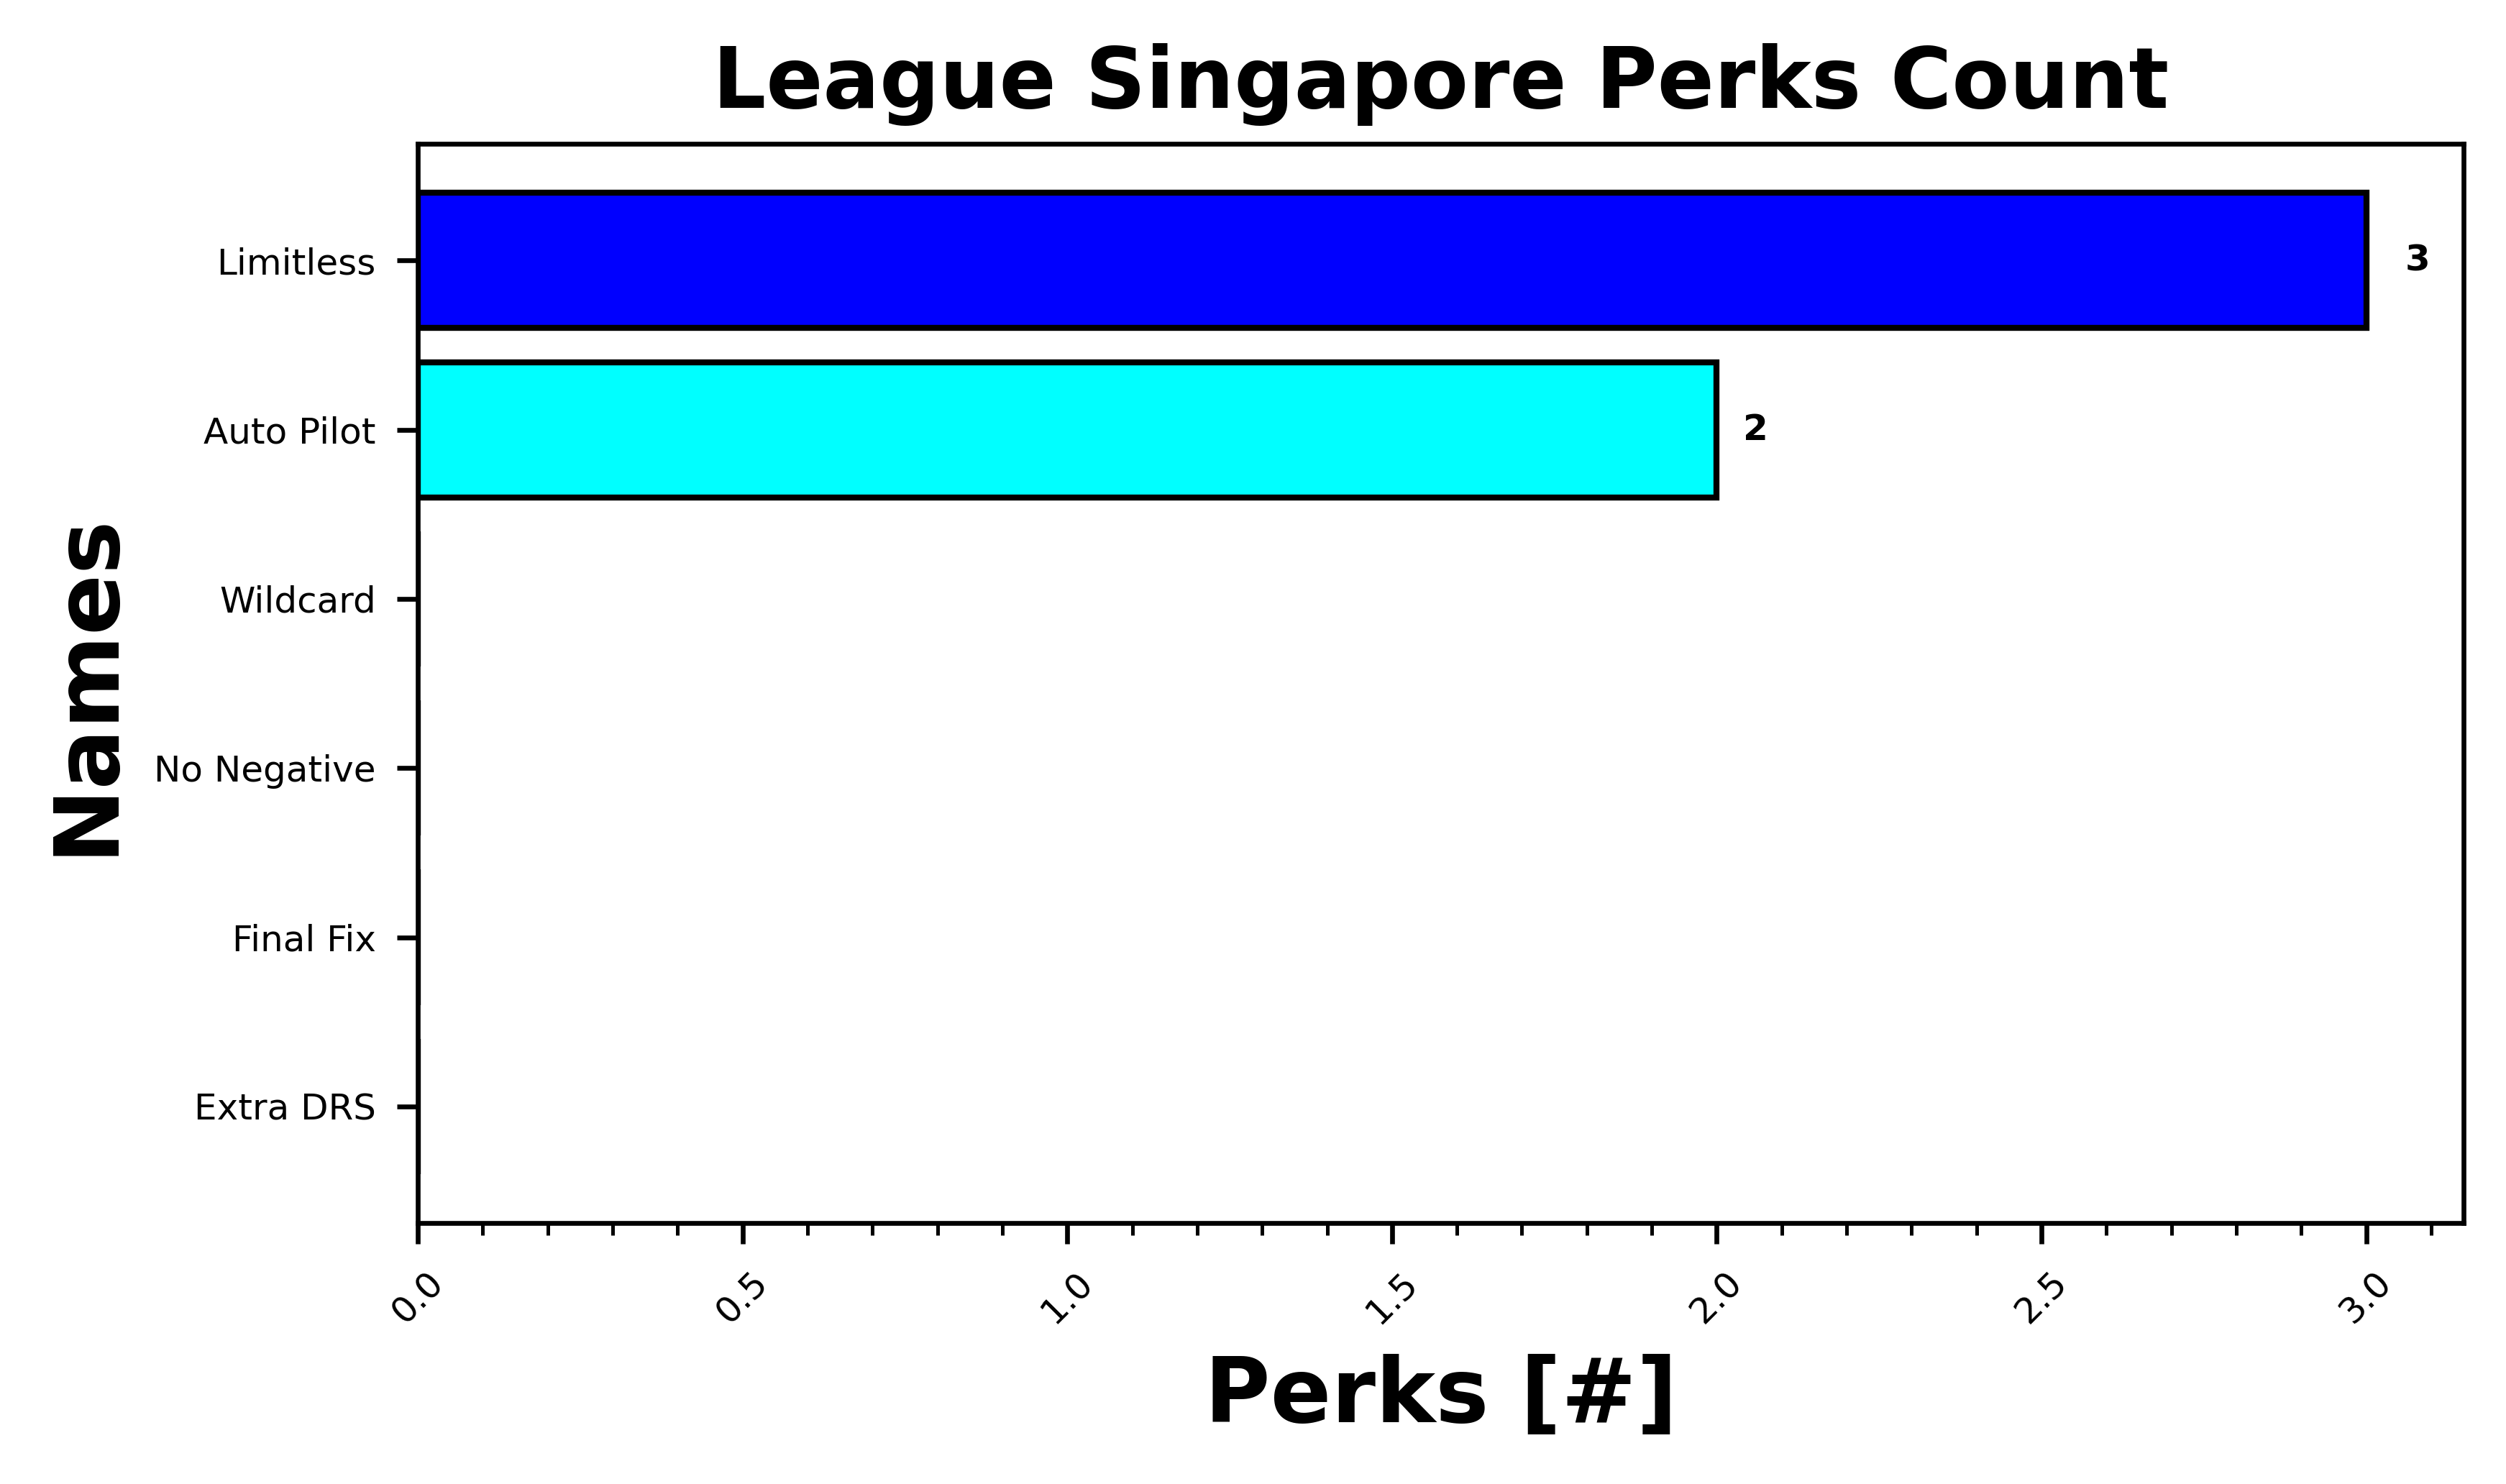 League Singapore Perks Count
Limitless
3
Auto Pilot
2
Wildcard
No Negative
Final Fix
Extra DRS
Names
0.0 0.5 1.0 1.5 2.0 2.5 3.0
Perks [#]